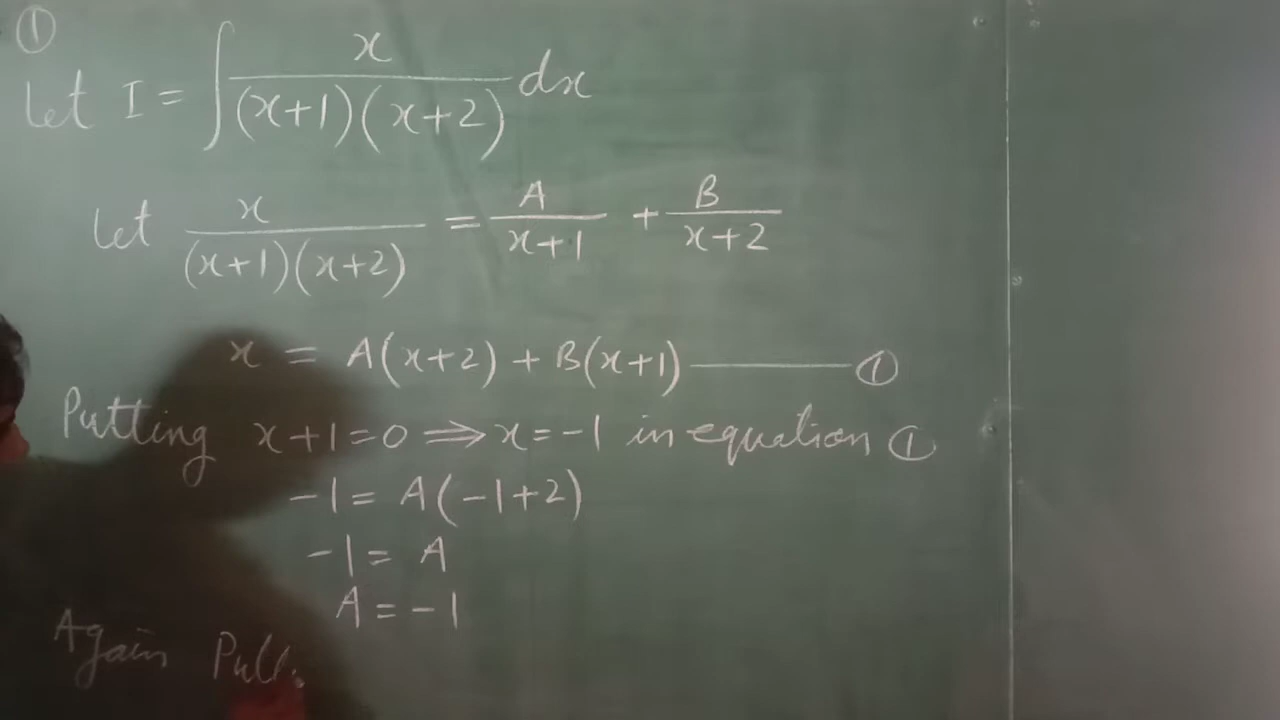 ①
Let I = ∫ x / (x+1)(x+2) dx
Let x / (x+1)(x+2) = A / x+1 + B / x+2
x = A(x+2) + B(x+1) ——— ①
Putting x+1=0 ⇒ x=-1 in equation ①
-1 = A(-1+2)
-1 = A
A = -1
Again